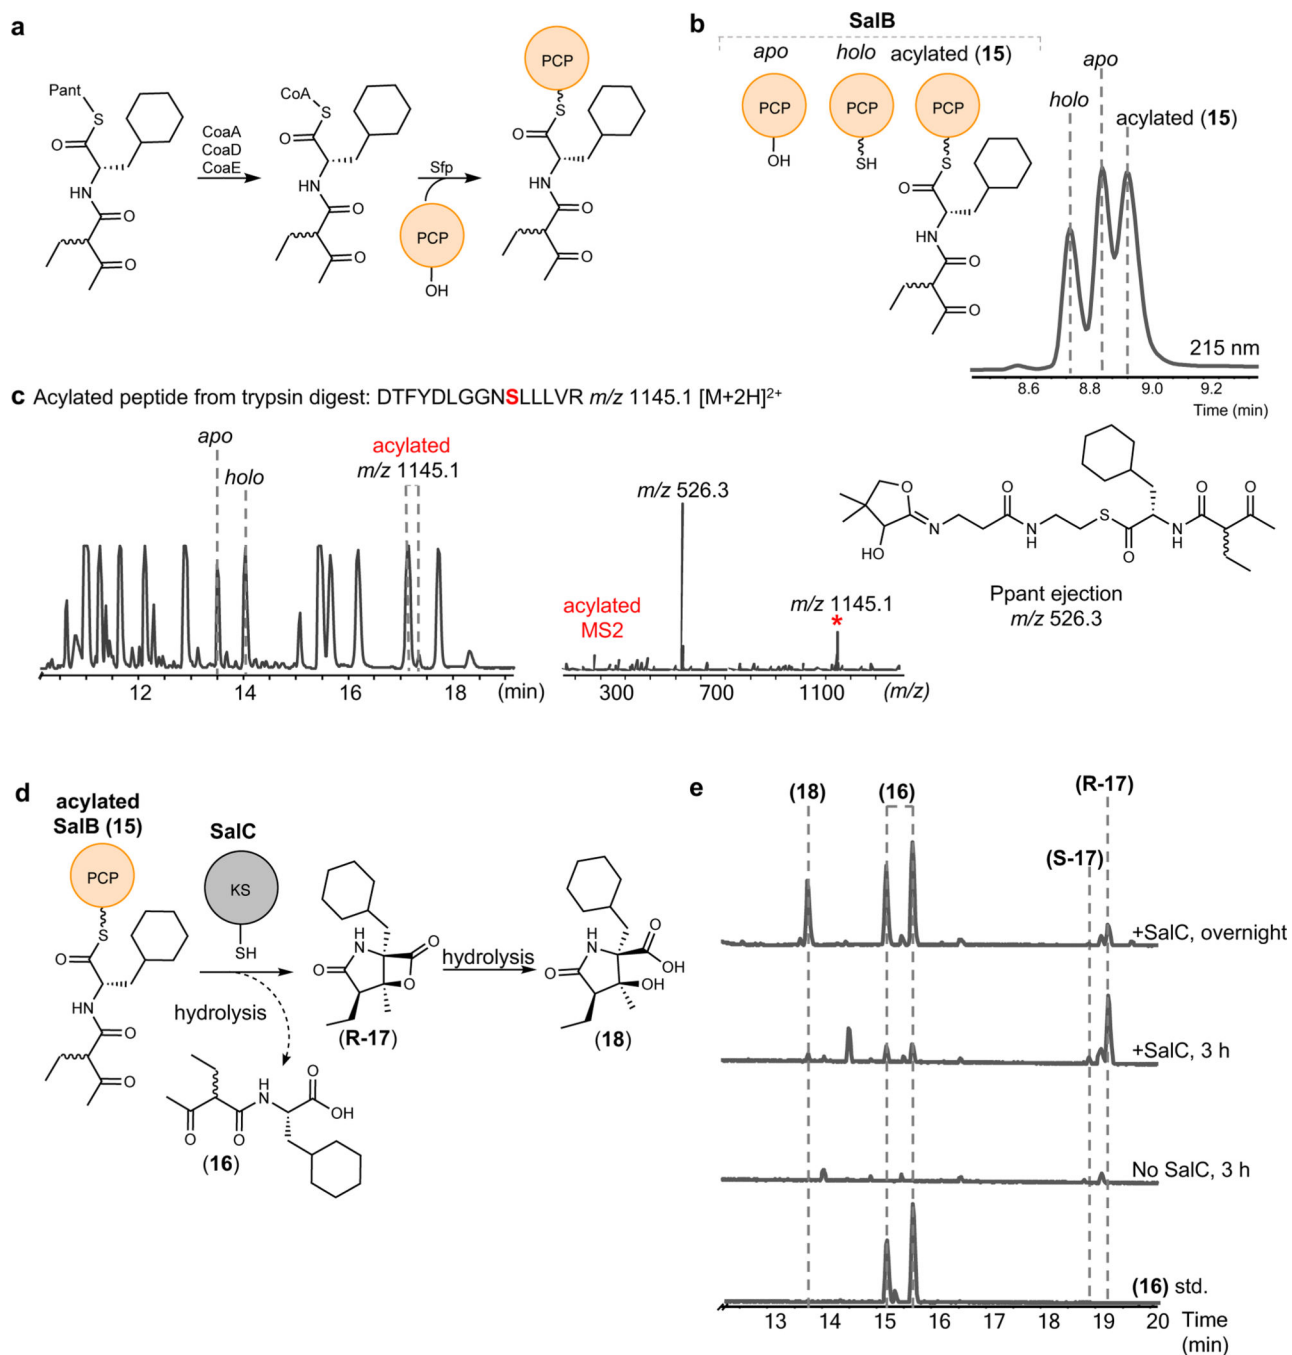 a
Pant
S
O
HN
O
O
CoaA
CoaD
CoaE
CoA
S
O
HN
O
O
Sfp
PCP
OH
PCP
S
O
HN
O
O
b
SalB
apo
holo
acylated (15)
PCP
OH
PCP
SH
PCP
S
O
HN
O
O
apo
holo
acylated (15)
215 nm
8.6 8.8 9.0 9.2
Time (min)
c Acylated peptide from trypsin digest: DTFYDLGGNSLLLVR m/z 1145.1 [M+2H]2+
apo
holo
acylated
m/z 1145.1
12 14 16 18 (min)
m/z 526.3
acylated
MS2
m/z 1145.1
*
300 700 1100 (m/z)
O
HO
N
O
N
H
S
O
N
H
O
O
Ppant ejection
m/z 526.3
d
acylated
SalB (15)
PCP
S
O
HN
O
O
SalC
KS
SH
hydrolysis
O
N
H
O
OH
O
(16)
H
N
O
O
O
(R-17)
hydrolysis
H
N
O
O
OH
OH
(18)
e
(18)
(16)
(R-17)
(S-17)
+SalC, overnight
+SalC, 3 h
No SalC, 3 h
(16) std.
13 14 15 16 17 18 19 20 Time
(min)